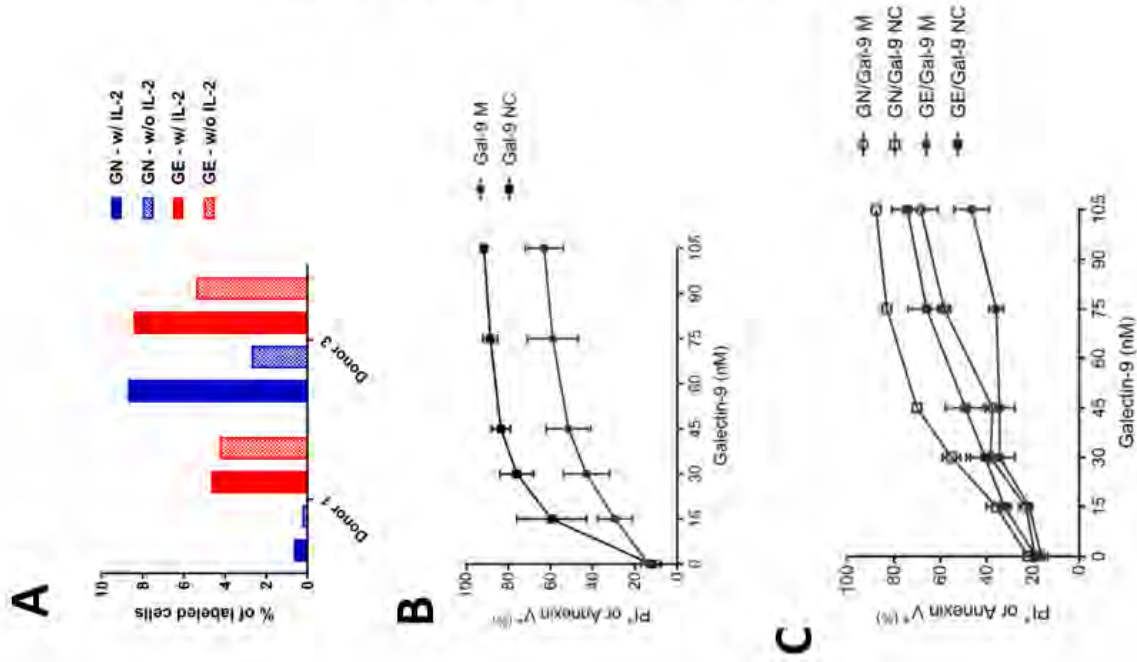 A
GN - w/ IL-2
GN - w/o IL-2
GE - w/ IL-2
GE - w/o IL-2
% of labeled cells
10
8
6
4
2
0
Donor 1
Donor 3
B
Gal-9 M
Gal-9 NC
PI+ or Annexin V+ (%)
100
80
60
40
20
0
0 15 30 45 60 75 90 105
Galectin-9 (nM)
C
GN/Gal-9 M
GN/Gal-9 NC
GE/Gal-9 M
GE/Gal-9 NC
PI+ or Annexin V+ (%)
100
80
60
40
20
0
0 15 30 45 60 75 90 105
Galectin-9 (nM)